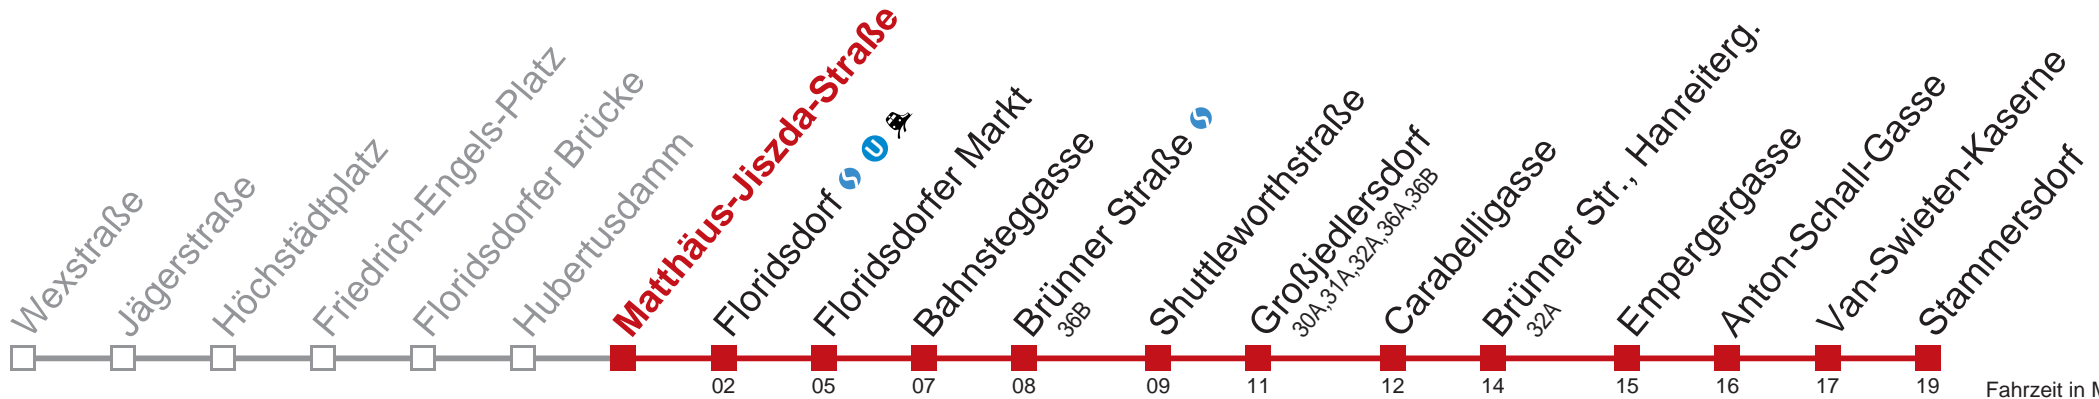 Wexstraße
Jägerstraße
Höchstädtplatz
Friedrich-Engels-Platz
Floridsdorfer Brücke
Hubertusdamm
Matthäus-Jiszda-Straße
Floridsdorf S U
Floridsdorfer Markt
Bahnsteggasse
Brünner Straße S
36B
Shuttleworthstraße
Großjedlersdorf
30A,31A,32A,36A,36B
Carabelligasse
Brünner Str., Hanreiterg.
32A
Empergergasse
Anton-Schall-Gasse
Van-Swieten-Kaserne
Stammersdorf
02 05 07 08 09 11 12 14 15 16 17 19
Fahrzeit in M